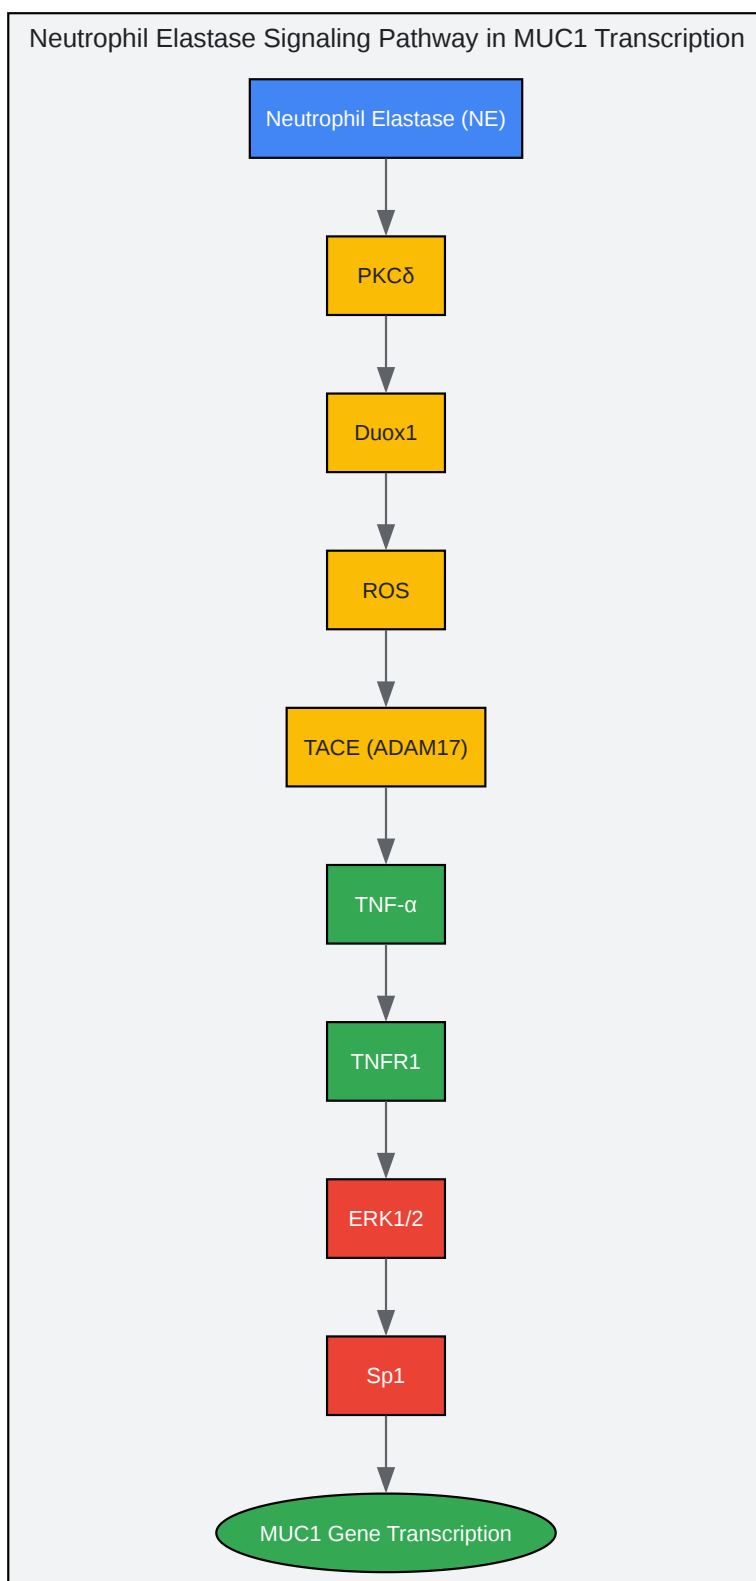 Neutrophil Elastase Signaling Pathway in MUC1 Transcription
Neutrophil Elastase (NE)
PKCδ
Duox1
ROS
TACE (ADAM17)
TNF-α
TNFR1
ERK1/2
Sp1
MUC1 Gene Transcription